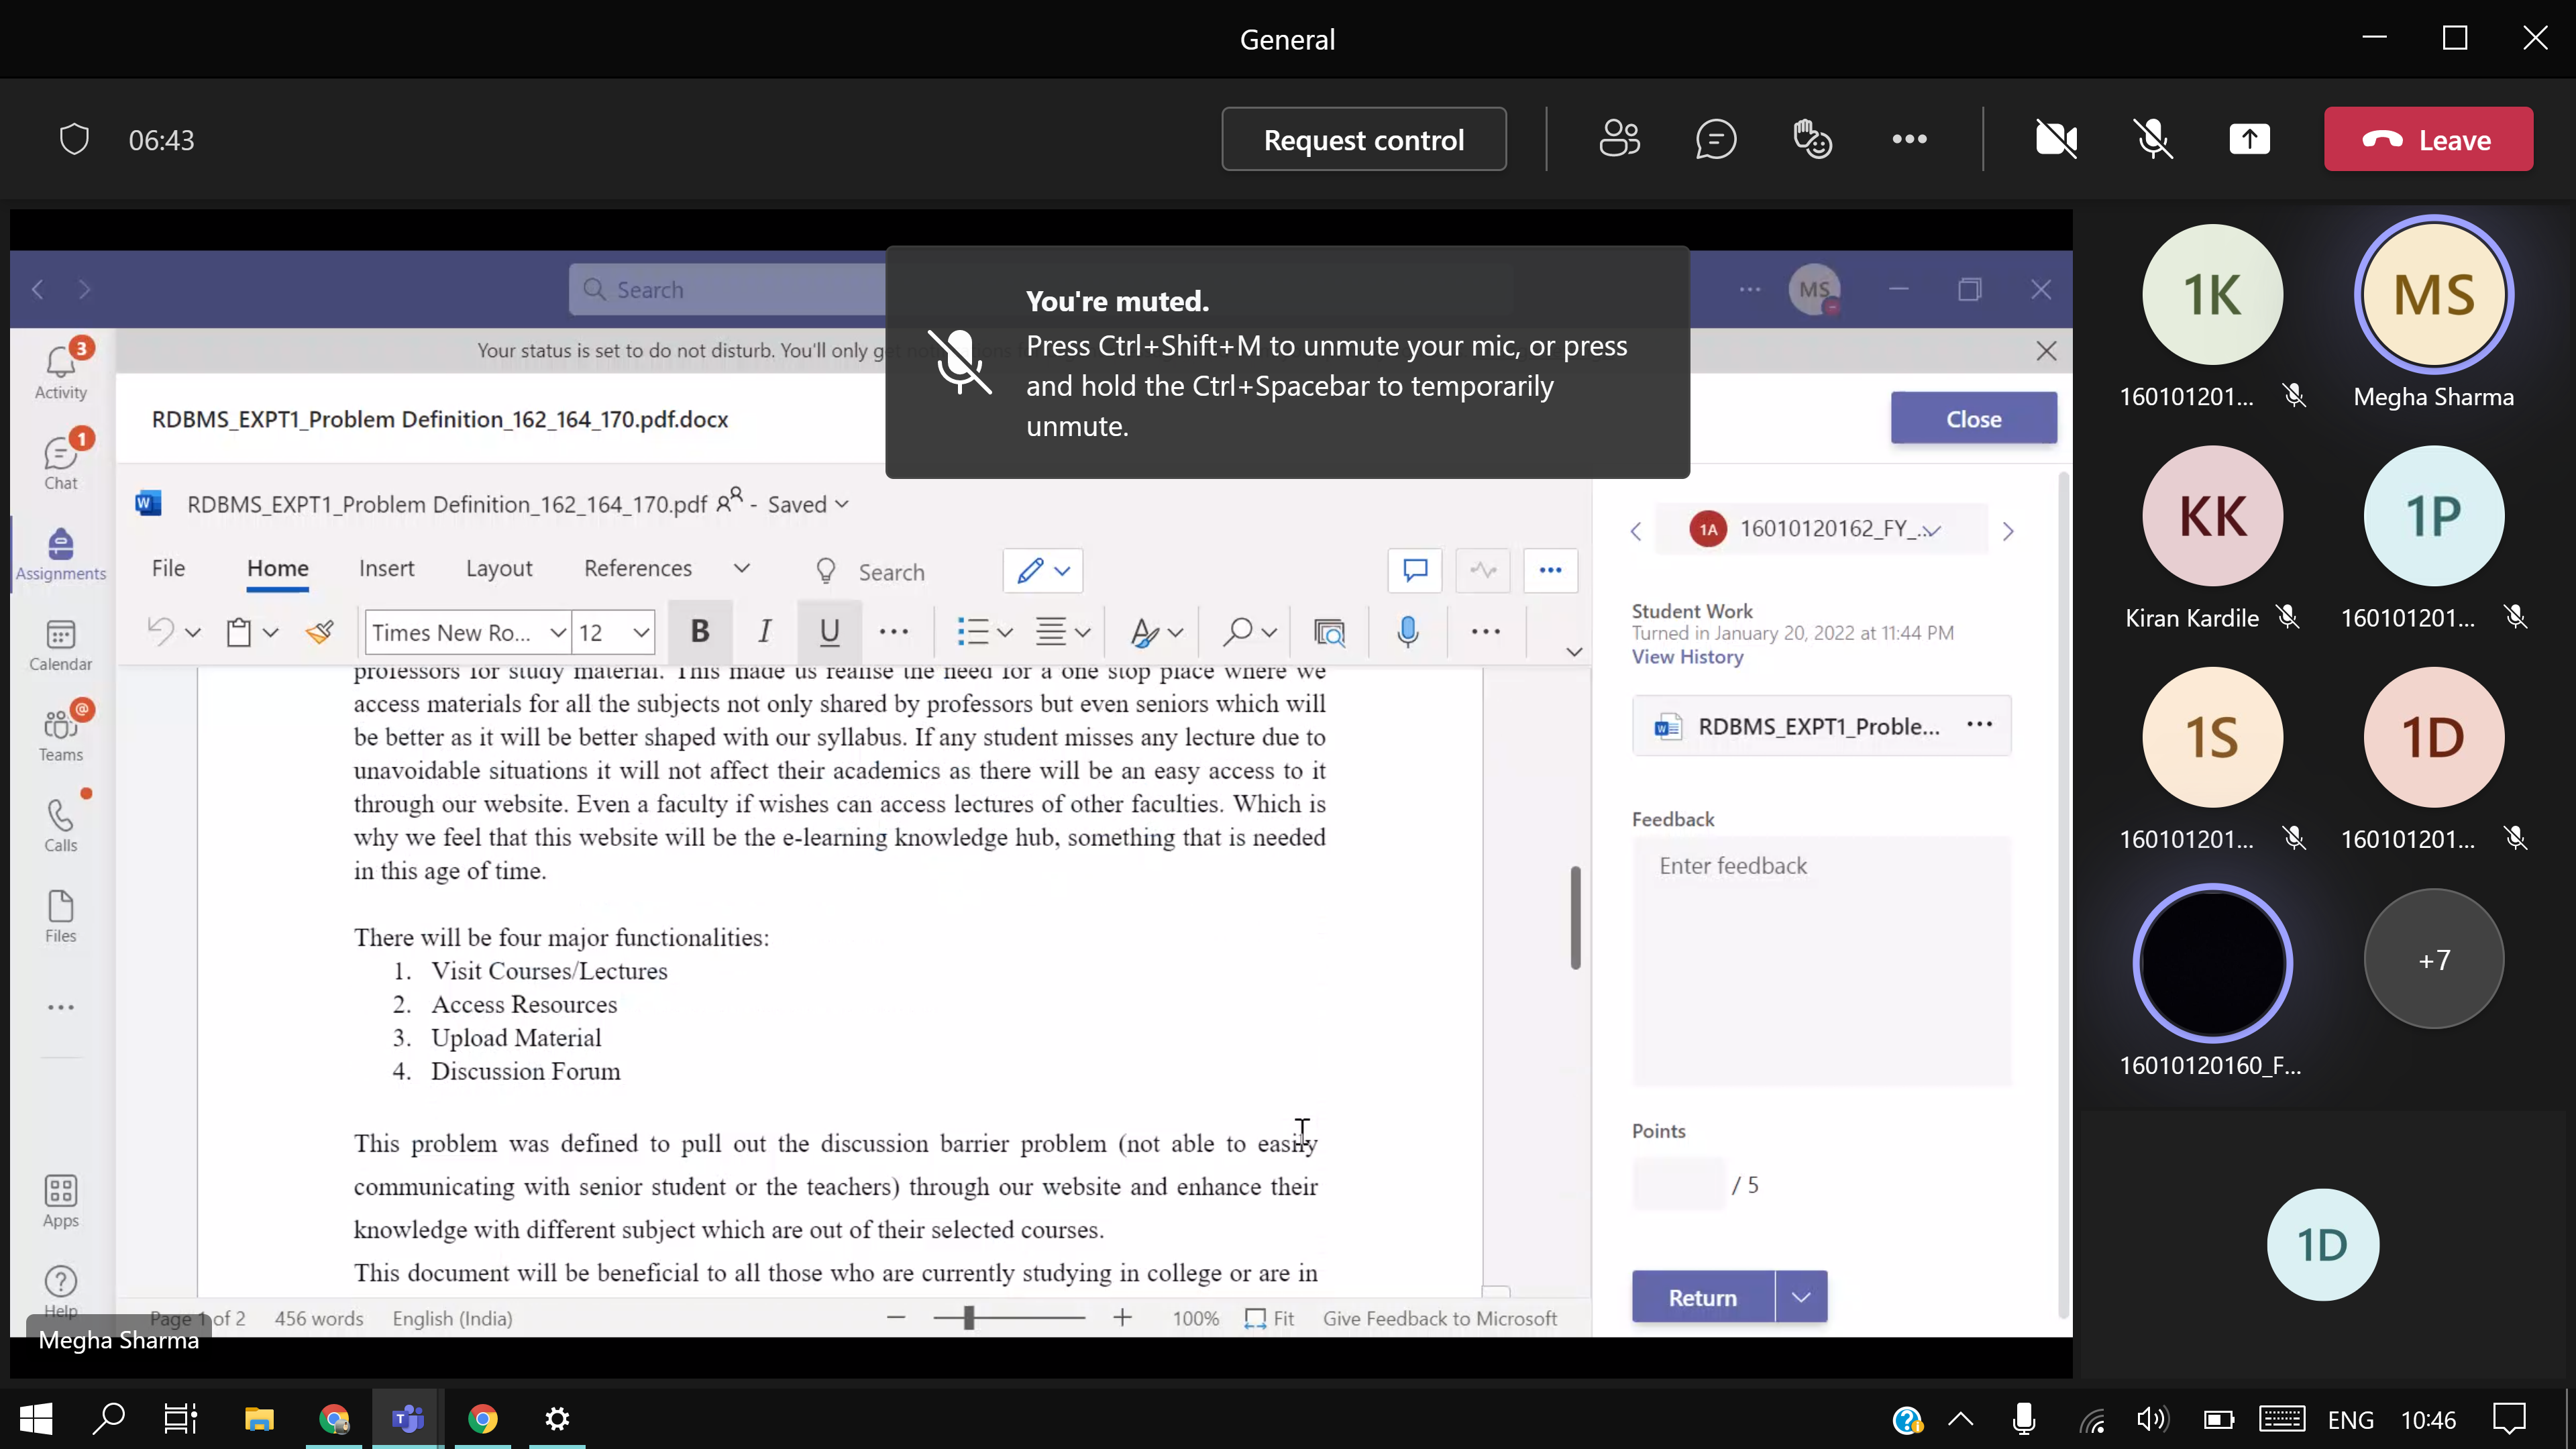 General
06:43
Request control
Leave
Search
MS
You're muted.
Press Ctrl+Shift+M to unmute your mic, or press
and hold the Ctrl+Spacebar to temporarily
unmute.
Your status is set to do not disturb. You'll only get
3
Activity
1
Chat
Assignments
Calendar
@
Teams
Calls
Files
Apps
Help
RDBMS_EXPT1_Problem Definition_162_164_170.pdf.docx
Close
RDBMS_EXPT1_Problem Definition_162_164_170.pdf - Saved
File Home Insert Layout References Search
Times New Ro... 12 B I U
professors for study material. This made us realise the need for a one stop place where we
access materials for all the subjects not only shared by professors but even seniors which will
be better as it will be better shaped with our syllabus. If any student misses any lecture due to
unavoidable situations it will not affect their academics as there will be an easy access to it
through our website. Even a faculty if wishes can access lectures of other faculties. Which is
why we feel that this website will be the e-learning knowledge hub, something that is needed
in this age of time.
There will be four major functionalities:
1. Visit Courses/Lectures
2. Access Resources
3. Upload Material
4. Discussion Forum
This problem was defined to pull out the discussion barrier problem (not able to easily
communicating with senior student or the teachers) through our website and enhance their
knowledge with different subject which are out of their selected courses.
This document will be beneficial to all those who are currently studying in college or are in
Page 1 of 2 456 words English (India) 100% Fit Give Feedback to Microsoft
Megha Sharma
1A 16010120162_FY_...
Student Work
Turned in January 20, 2022 at 11:44 PM
View History
RDBMS_EXPT1_Proble...
Feedback
Enter feedback
Points
/ 5
Return
1K
160101201...
MS
Megha Sharma
KK
Kiran Kardile
1P
160101201...
1S
160101201...
1D
160101201...
16010120160_F...
+7
1D
ENG 10:46